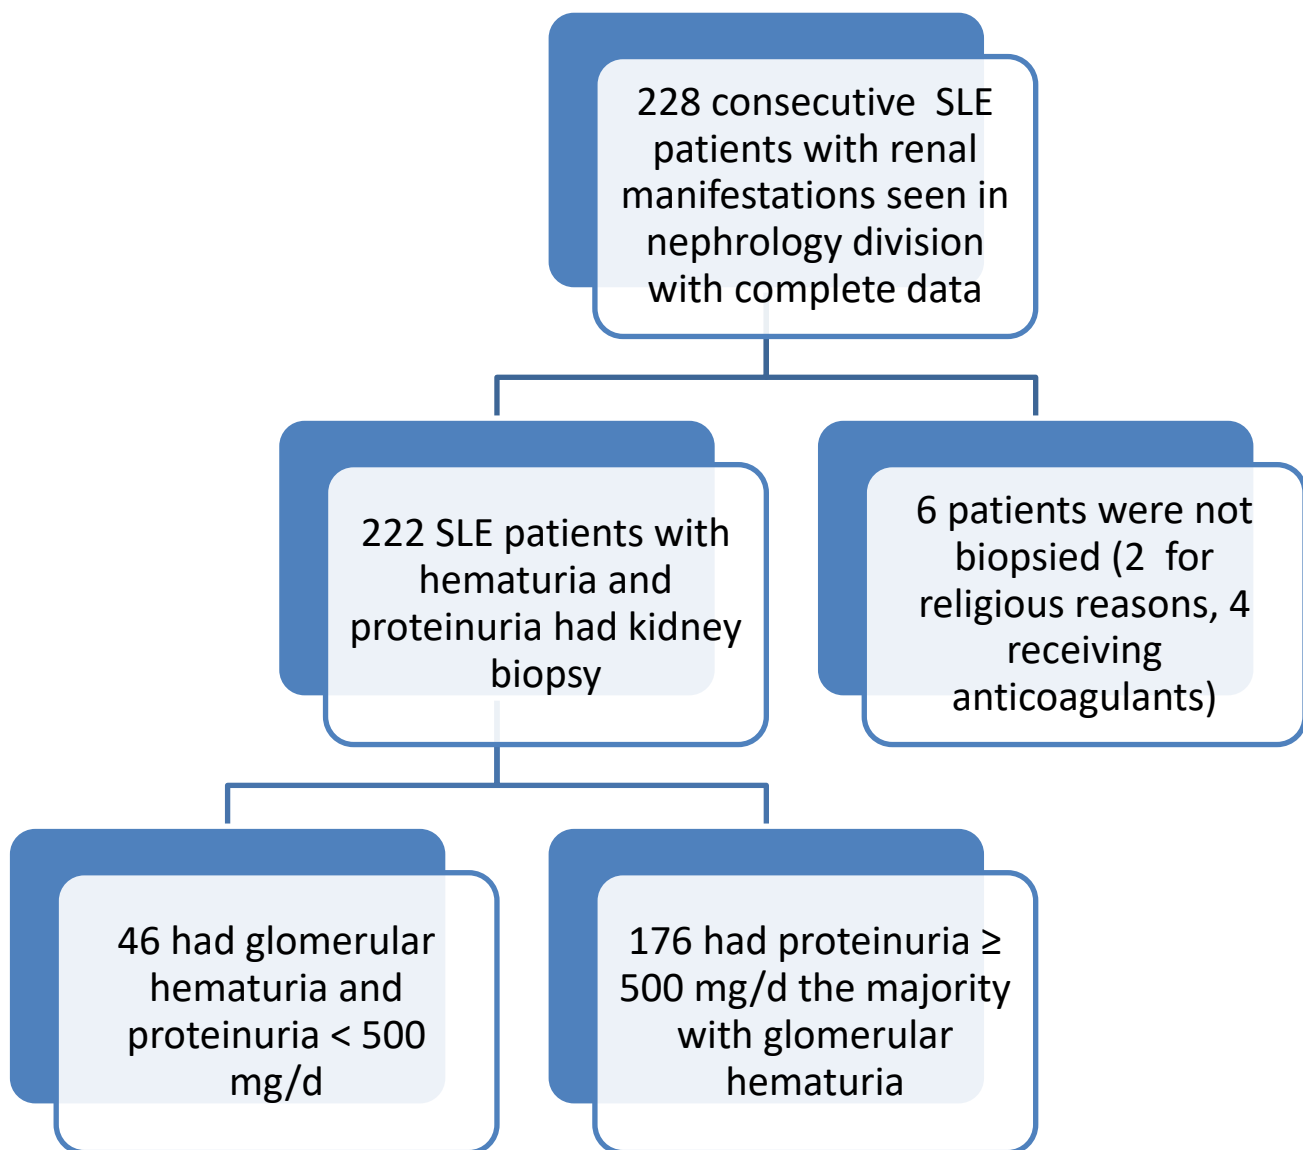 228 consecutive  SLE
patients with renal
manifestations seen in
nephrology division
with complete data
222 SLE patients with
hematuria and
proteinuria had kidney
biopsy
6 patients were not
biopsied (2  for
religious reasons, 4
receiving
anticoagulants)
46 had glomerular
hematuria and
proteinuria < 500
mg/d
176 had proteinuria ≥
500 mg/d the majority
with glomerular
hematuria